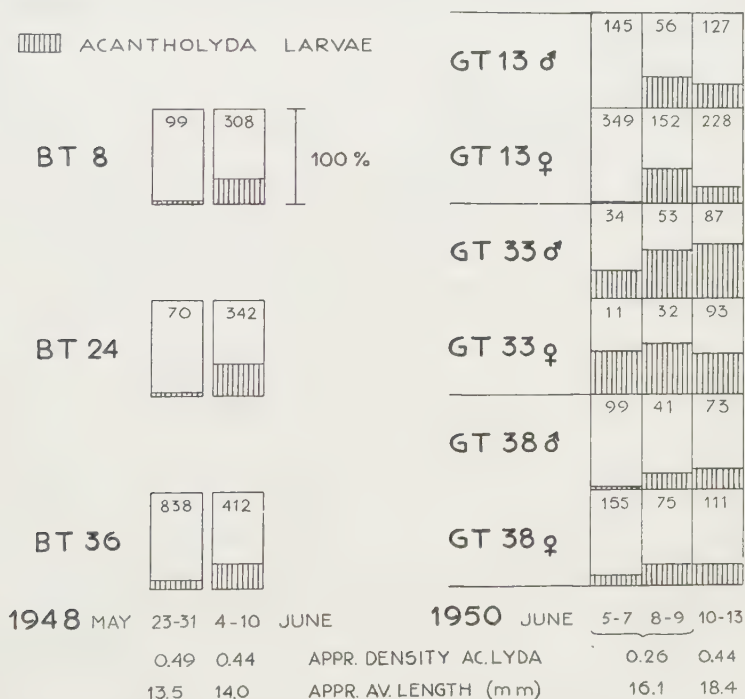 ACANTHOLYDA LARVAE
BT 8
99 308
100 %
BT 24
70 342
BT 36
838 412
1948 MAY 23-31 4-10 JUNE
GT 13 ♂
145 56 127
GT 13 ♀
349 152 228
GT 33 ♂
34 53 87
GT 33 ♀
11 32 93
GT 38 ♂
99 41 73
GT 38 ♀
155 75 111
1950 JUNE 5-7 8-9 10-13
0.49 0.44 APPR. DENSITY AC.LYDA 0.26 0.44
13.5 14.0 APPR. AV. LENGTH (mm) 16.1 18.4